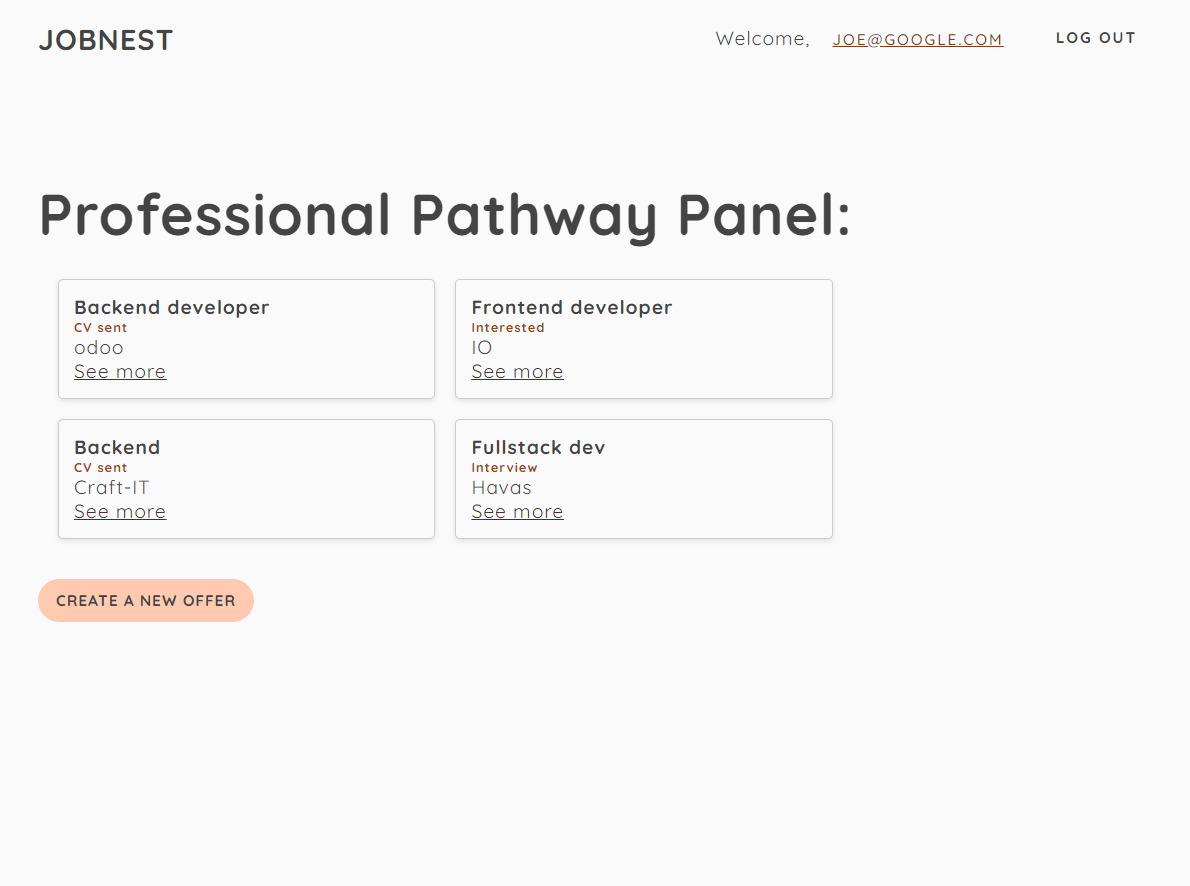 JOBNEST
Welcome, JOE@GOOGLE.COM LOG OUT
Professional Pathway Panel:
Backend developer
CV sent
odoo
See more
Frontend developer
Interested
IO
See more
Backend
CV sent
Craft-IT
See more
Fullstack dev
Interview
Havas
See more
CREATE A NEW OFFER